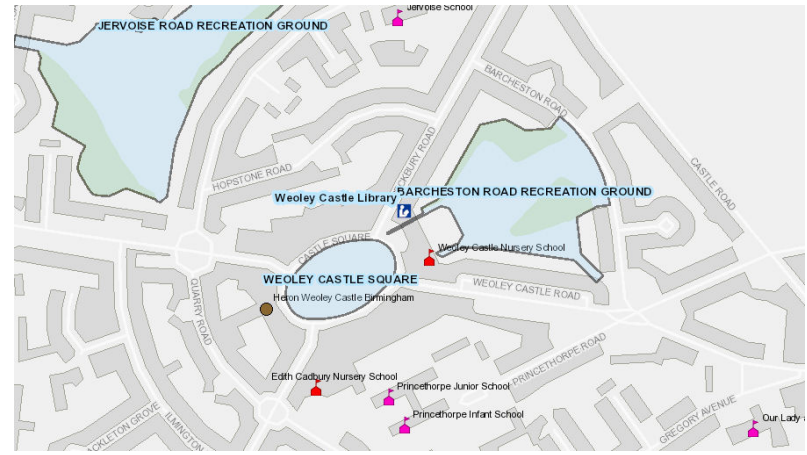 Jervoise School
JERVOISE ROAD RECREATION GROUND
BARCHESTON ROAD
CASTLE ROAD
HOPSTONE ROAD
BARCHESTON ROAD RECREATION GROUND
Weoley Castle Library
CASTLE SQUARE
Weoley Castle Nursery School
WEOLEY CASTLE SQUARE
WEOLEY CASTLE ROAD
Heron Weoley Castle Birmingham
QUARRY ROAD
PRINCETHORPE ROAD
Edith Cadbury Nursery School
Princethorpe Junior School
GREGORY AVENUE
Princethorpe Infant School
Our Lady
ILMINGTON
GROVE